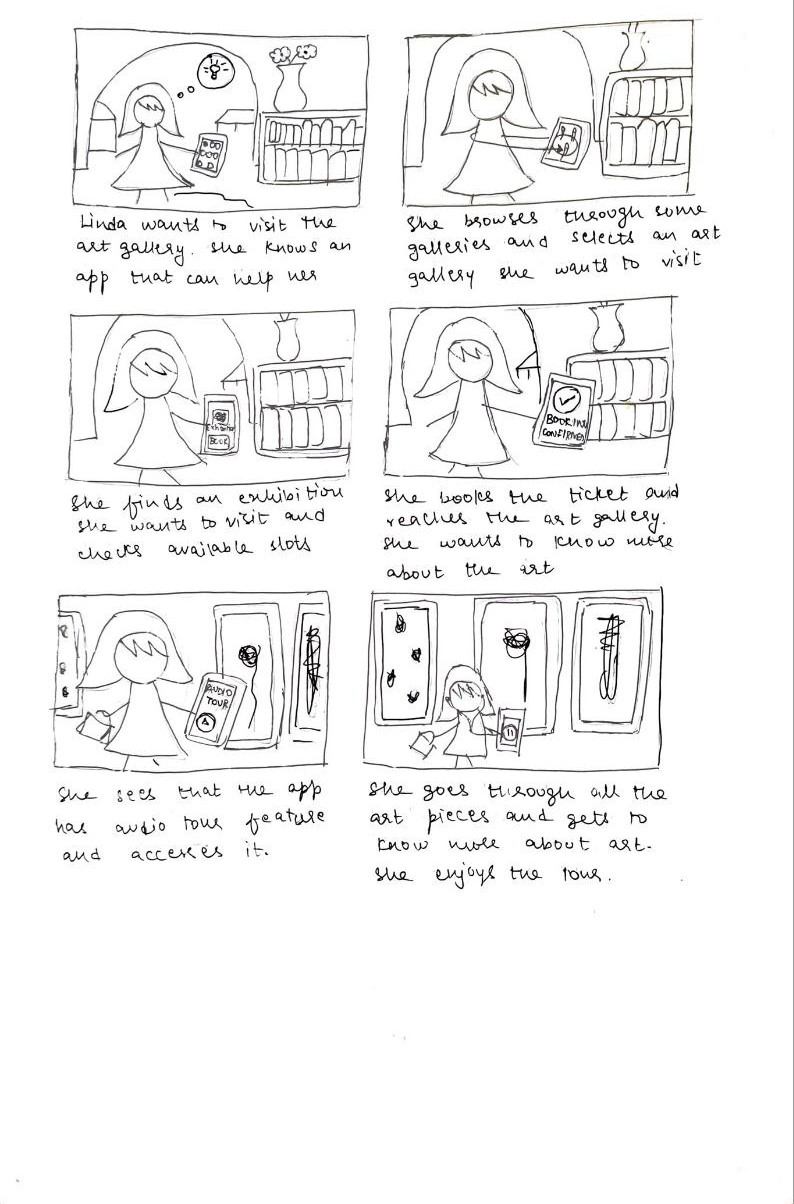 Linda wants to visit the
art gallery. She knows an
app that can help her
She browses through some
galleries and selects an art
gallery she wants to visit
Exhibition
BOOK
She finds an exhibition
she wants to visit and
checks available slots
BOOKING
CONFIRMED
She books the ticket and
reaches the art gallery.
She wants to know more
about the art
AUDIO
TOUR
She sees that the app
has audio tour feature
and accesses it.
She goes through all the
art pieces and gets to
know more about art.
She enjoys the tour.